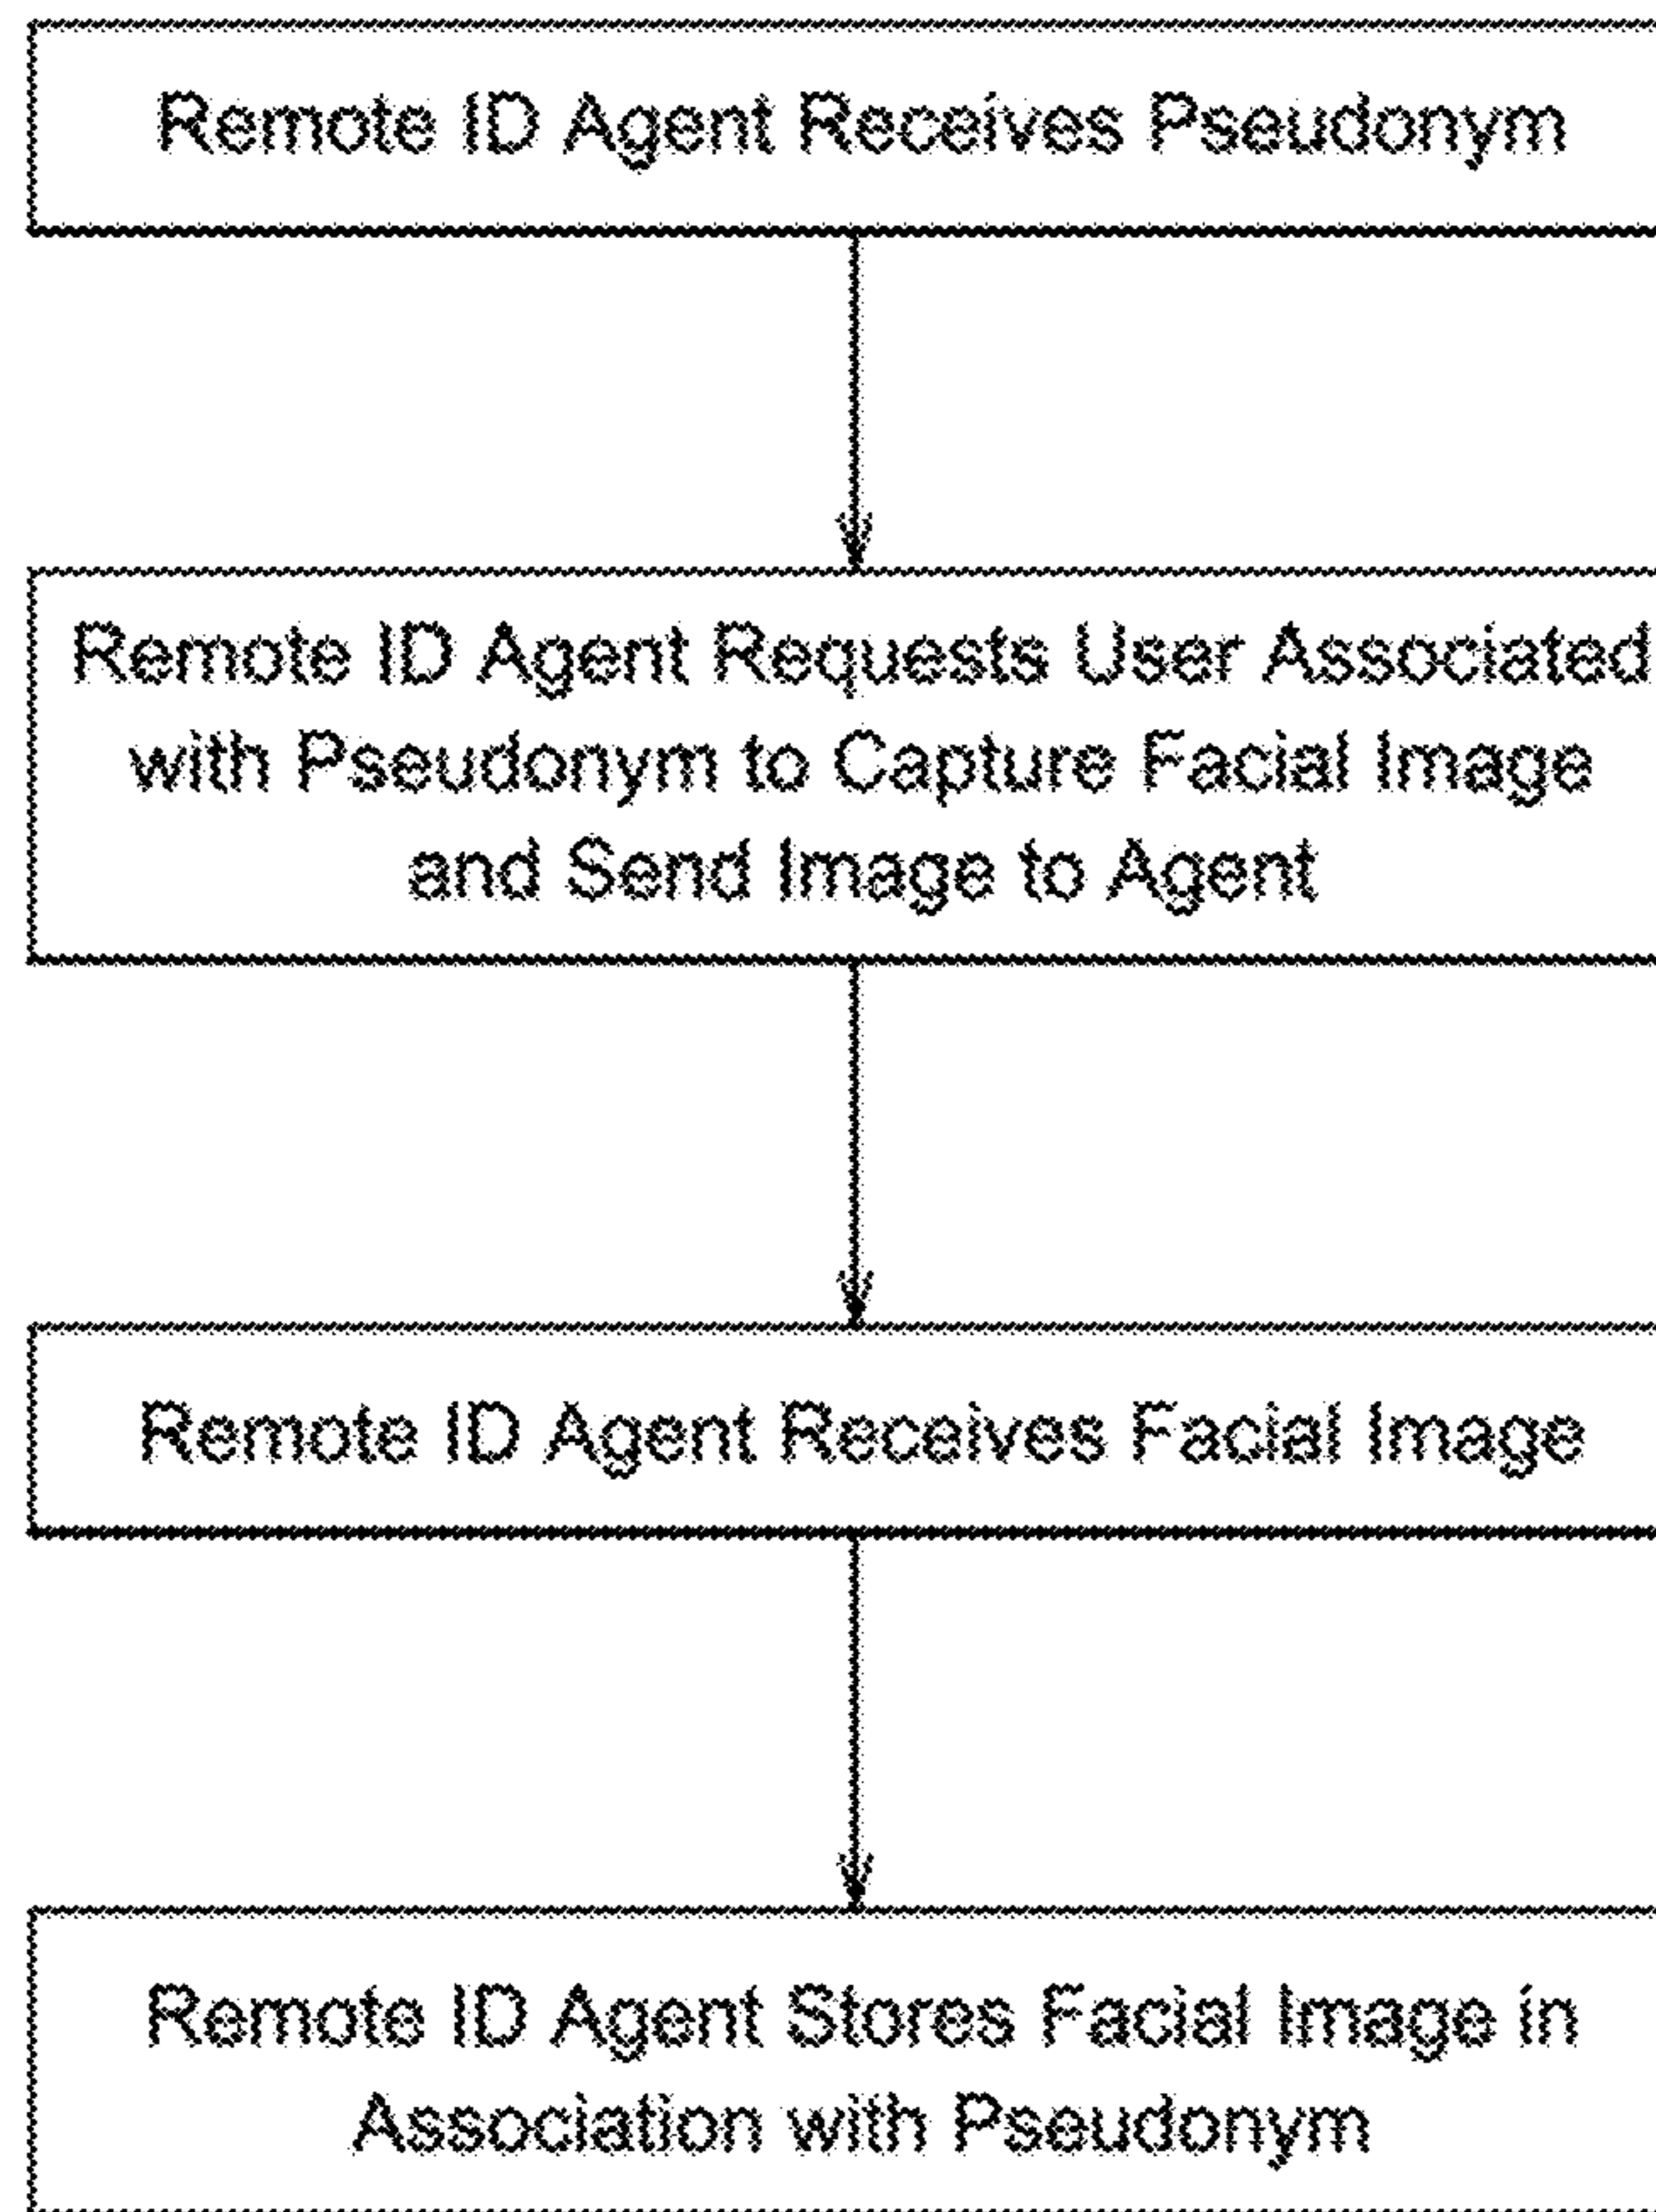 Remote ID Agent Receives Pseudonym
Remote ID Agent Requests User Associated
with Pseudonym to Capture Facial Image
and Send Image to Agent
Remote ID Agent Receives Facial Image
Remote ID Agent Stores Facial Image in
Association with Pseudonym